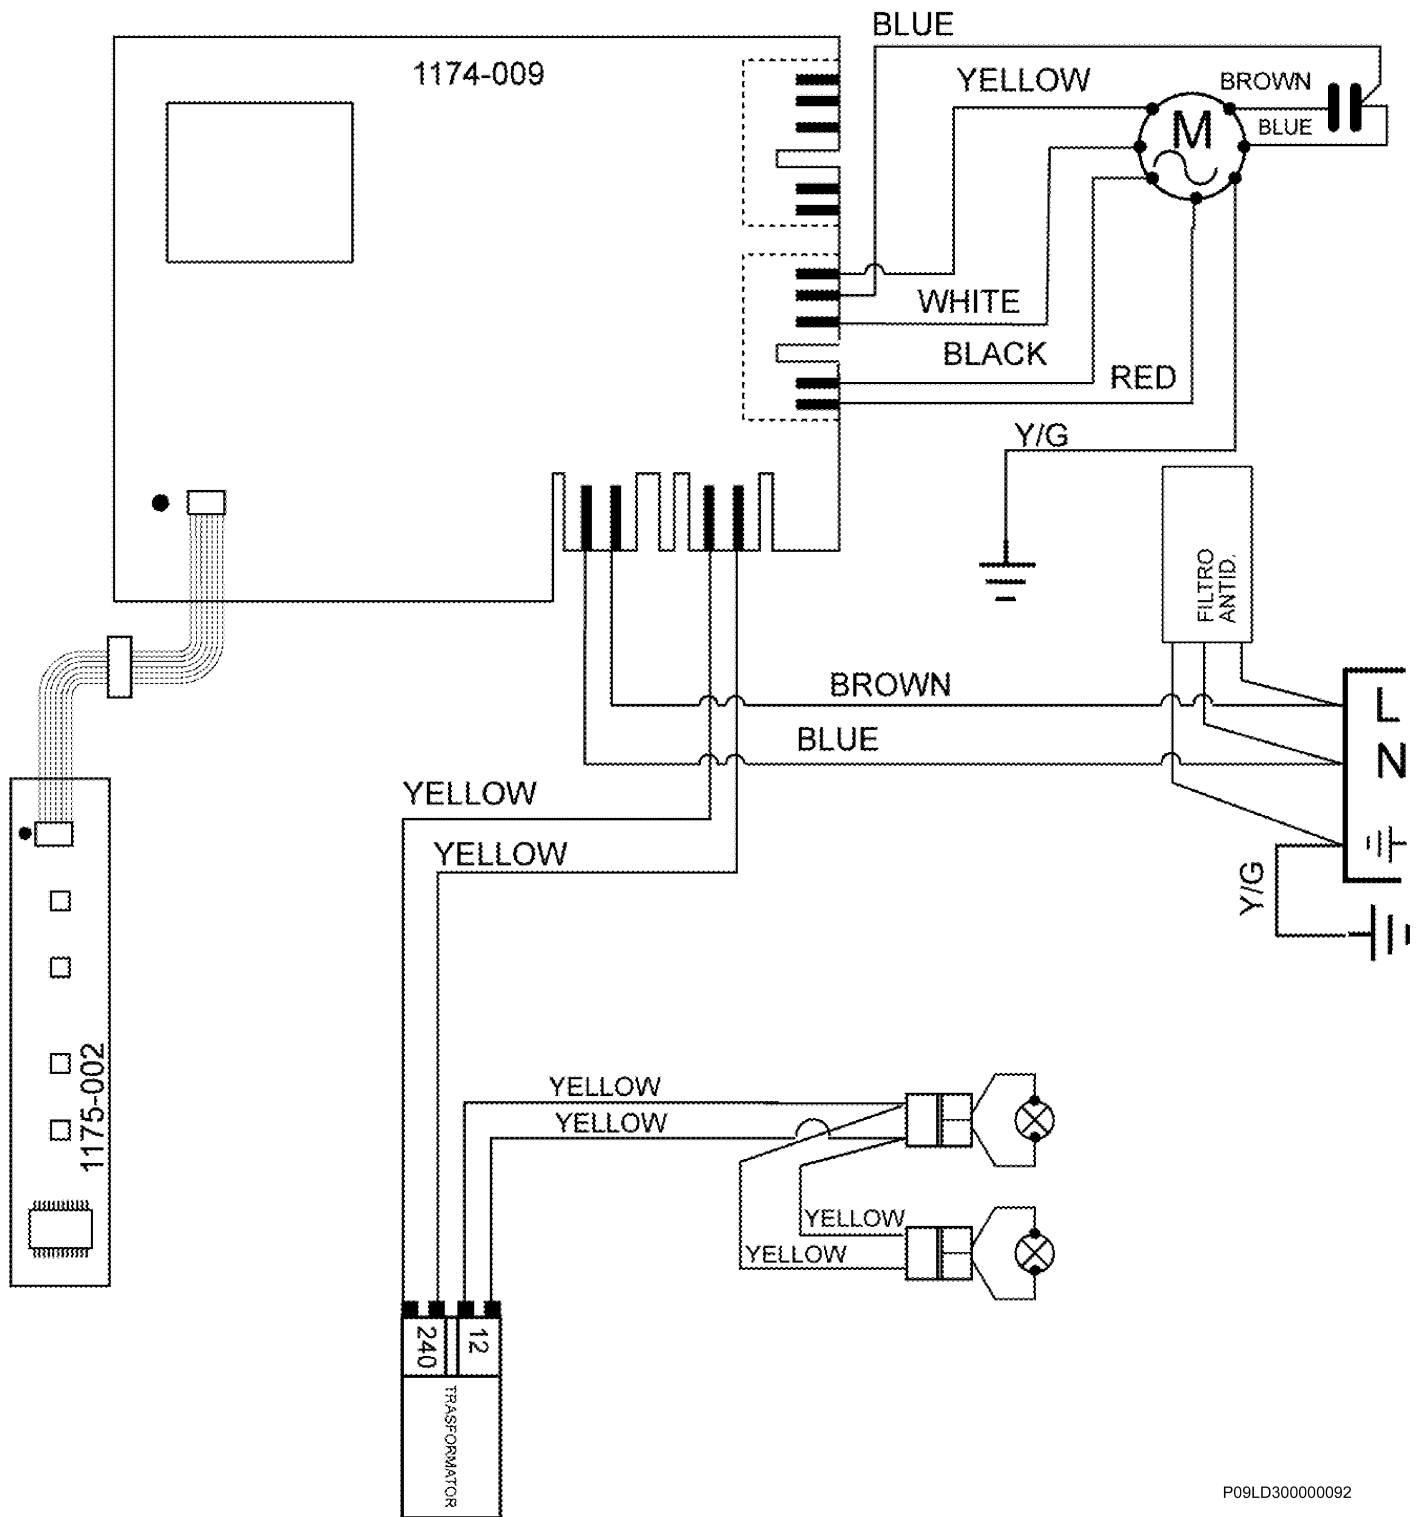 BLUE
1174-009
YELLOW
BROWN
M
BLUE
WHITE
BLACK
RED
Y/G
FILTRO
ANTID.
BROWN
L
BLUE
N
YELLOW
YELLOW
Y/G
1175-002
YELLOW
YELLOW
YELLOW
YELLOW
240
12
TRASFORMATOR
P09LD300000092